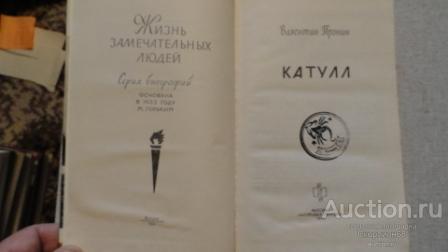 Жизнь
замечательных
людей
Серия биографий
основана
в 1933 году
М. Горьким
Валентин Пронин
КАТУЛЛ
Auction.ru